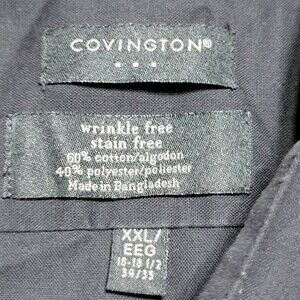 COVINGTON®
wrinkle free
stain free
60% cotton/algodon
40% polyester/poliester
Made in Bangladesh
XXL/
EEG
18-18 1/2
34/35